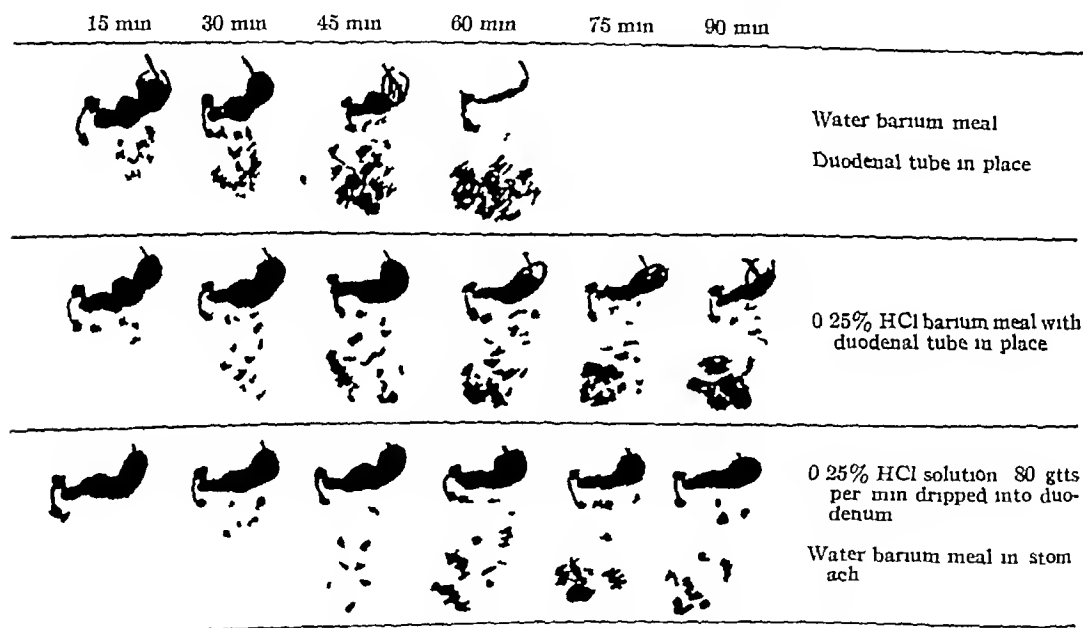 15 min 30 min 45 min 60 min 75 min 90 min
Water barium meal
Duodenal tube in place
0 25% HCl barium meal with
duodenal tube in place
0 25% HCl solution 80 gtts
per min dripped into duo-
denum
Water barium meal in stom
ach